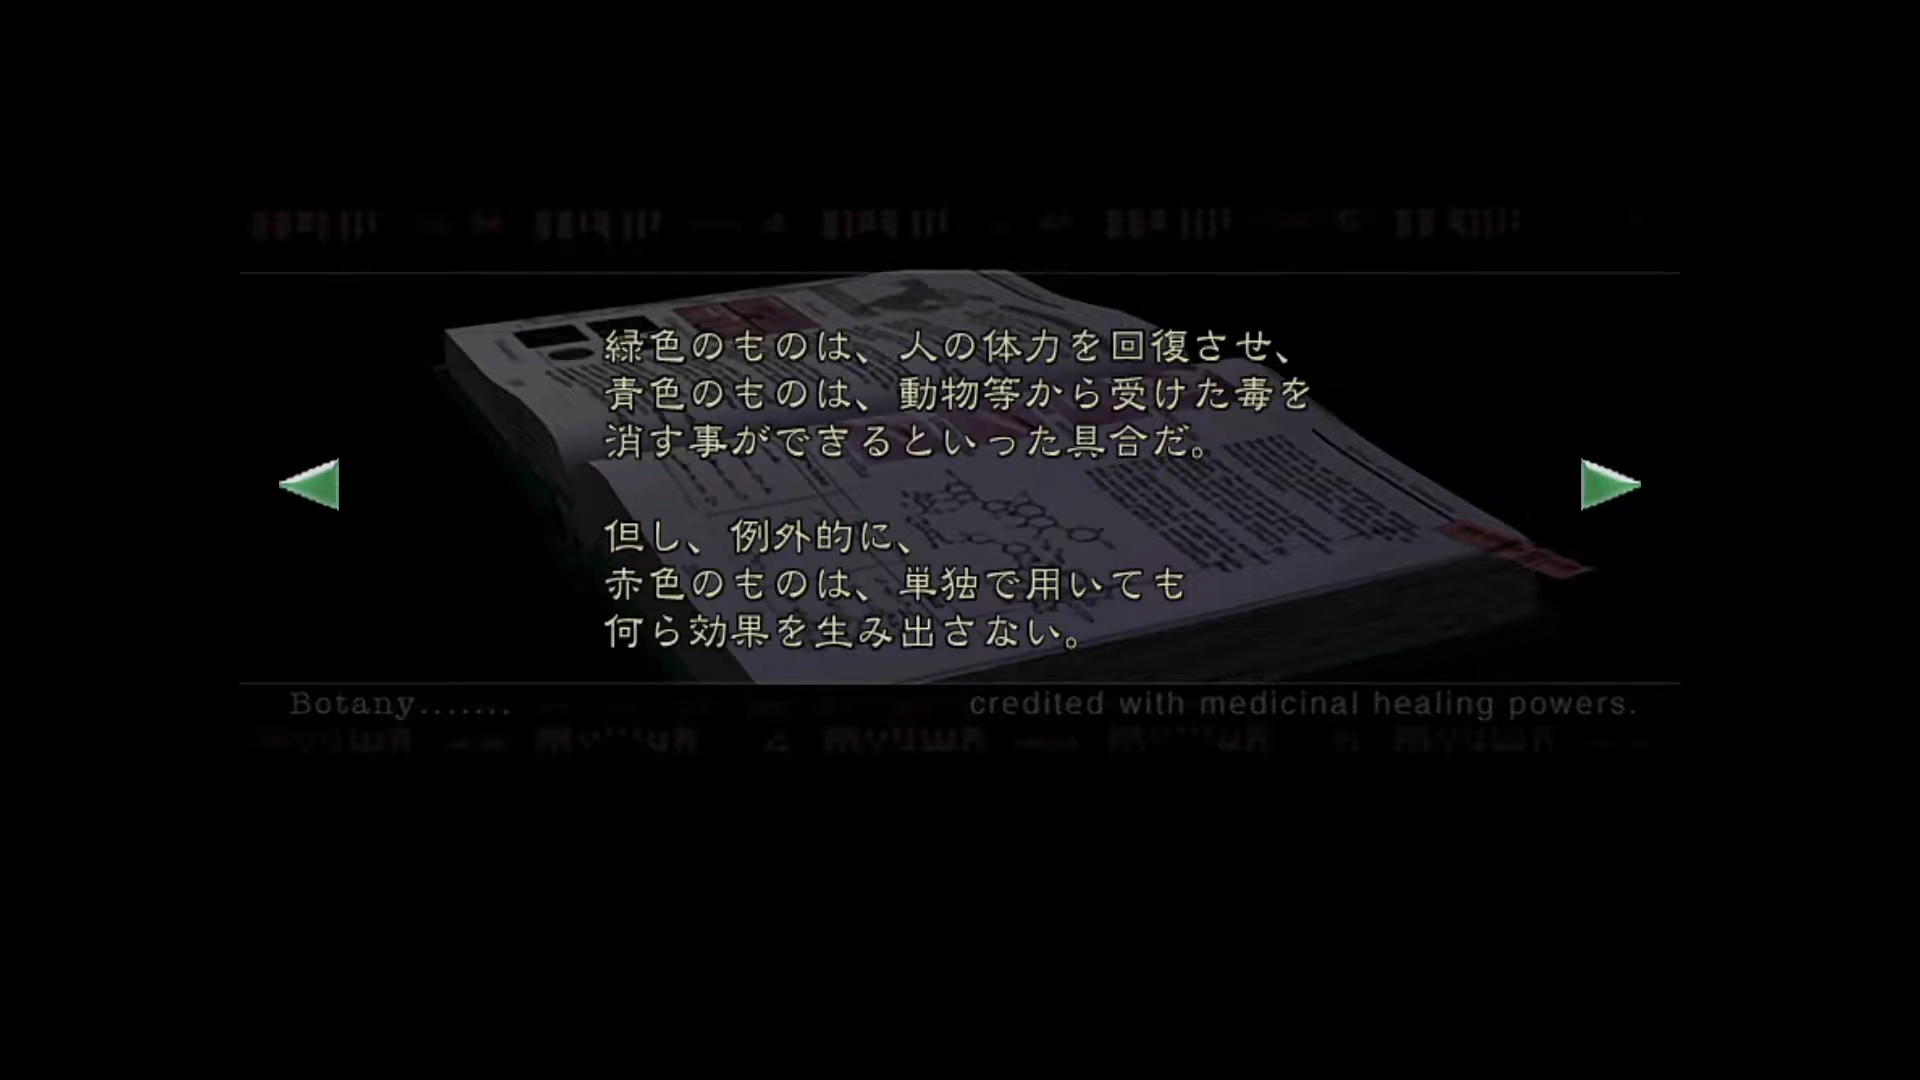 緑色のものは、人の体力を回復させ、
青色のものは、動物等から受けた毒を
消す事ができるといった具合だ。
但し、例外的に、
赤色のものは、単独で用いても
何ら効果を生み出さない。
Botany.......
credited with medicinal healing powers.